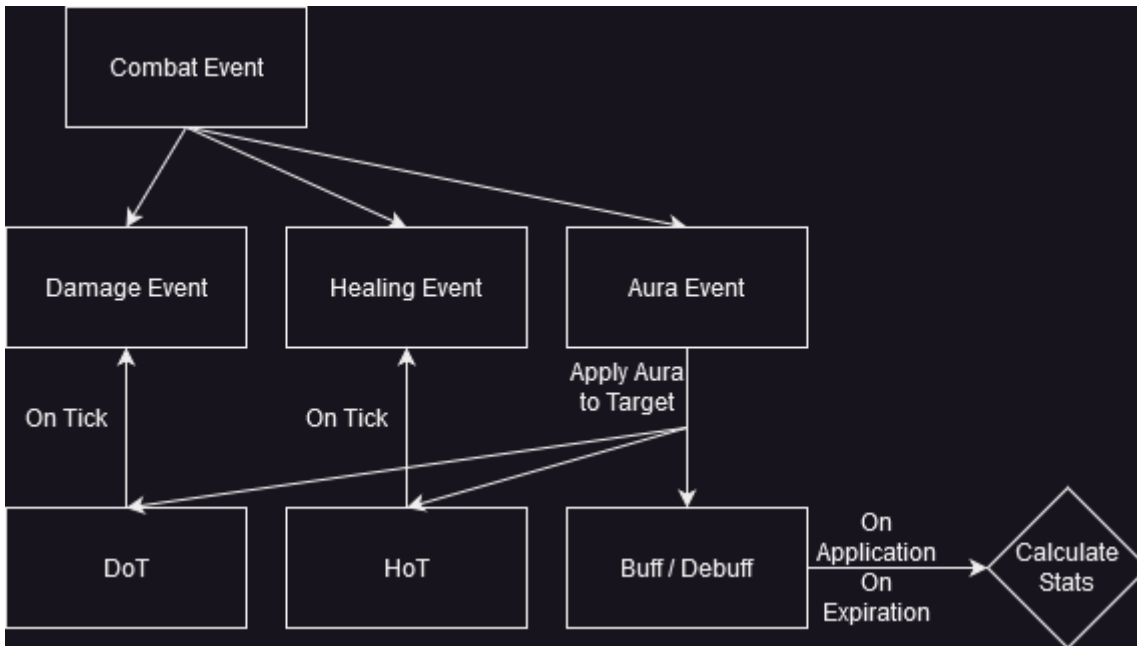 Combat Event
Damage Event
Healing Event
Aura Event
Apply Aura
to Target
On Tick
On Tick
DoT
HoT
Buff / Debuff
On
Application
On
Expiration
Calculate
Stats